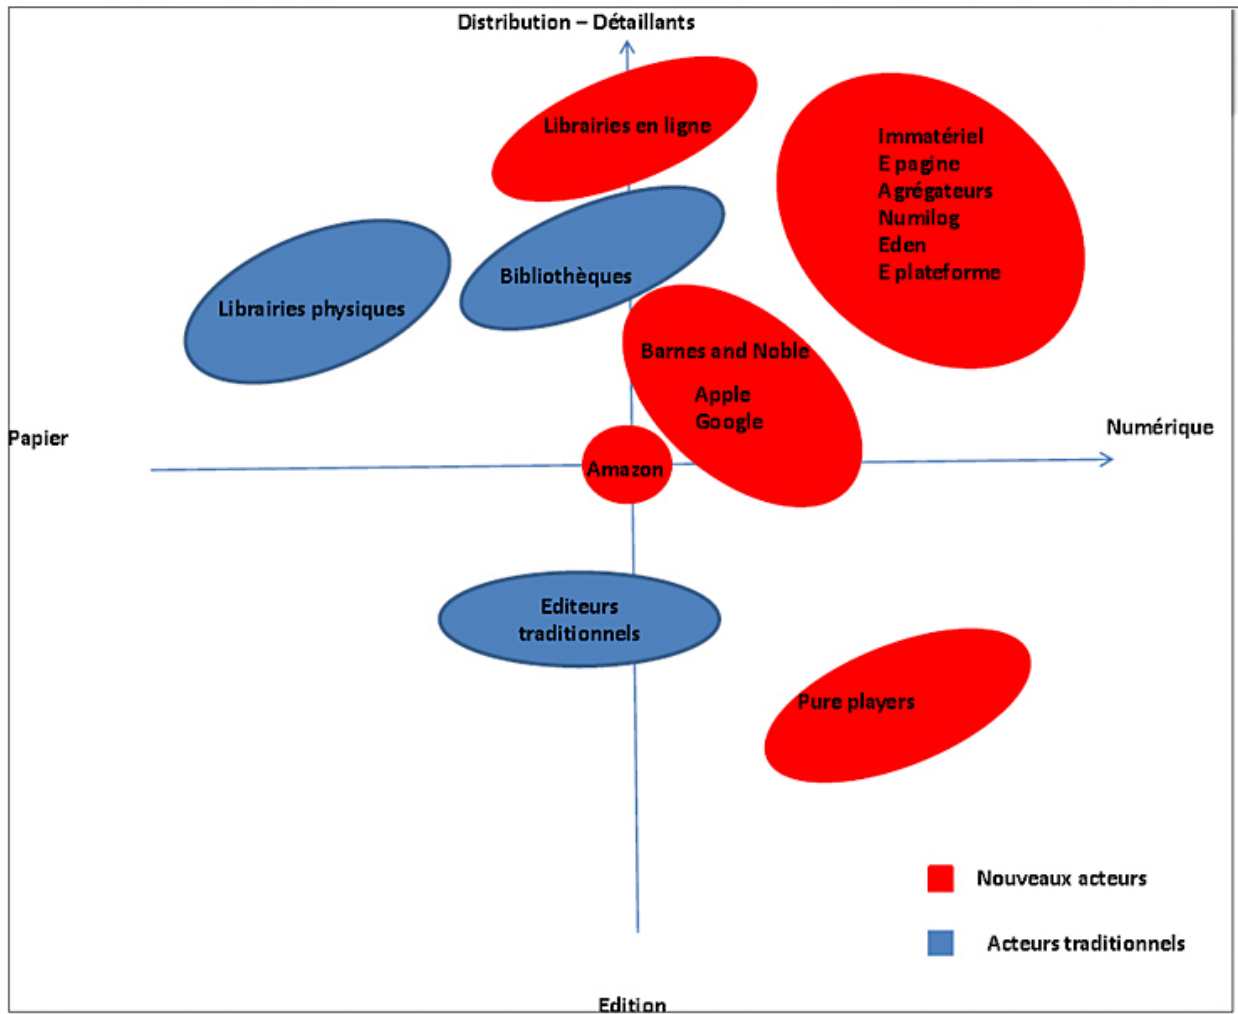 Distribution – Détaillants
Librairies en ligne
Immatériel
E pagine
Agrégateurs
Numilog
Eden
E plateforme
Bibliothèques
Librairies physiques
Barnes and Noble
Apple
Google
Papier
Numérique
Amazon
Editeurs
traditionnels
Pure players
Nouveaux acteurs
Acteurs traditionnels
Edition